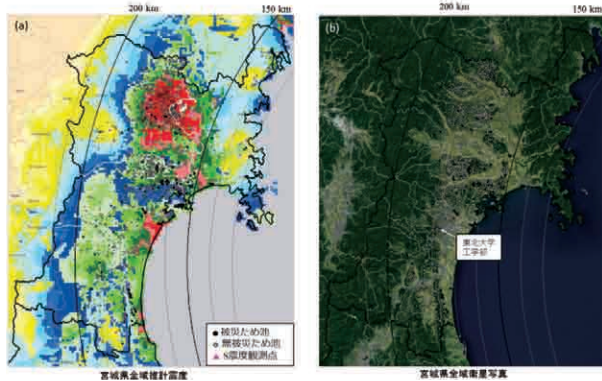 200 km
150 km
(a)
● 被災ため池
無被災ため池
▲ S震度観測点
宮城県全域推計震度
200 km
150 km
(b)
東北大学
工学部
宮城県全域衛星写真